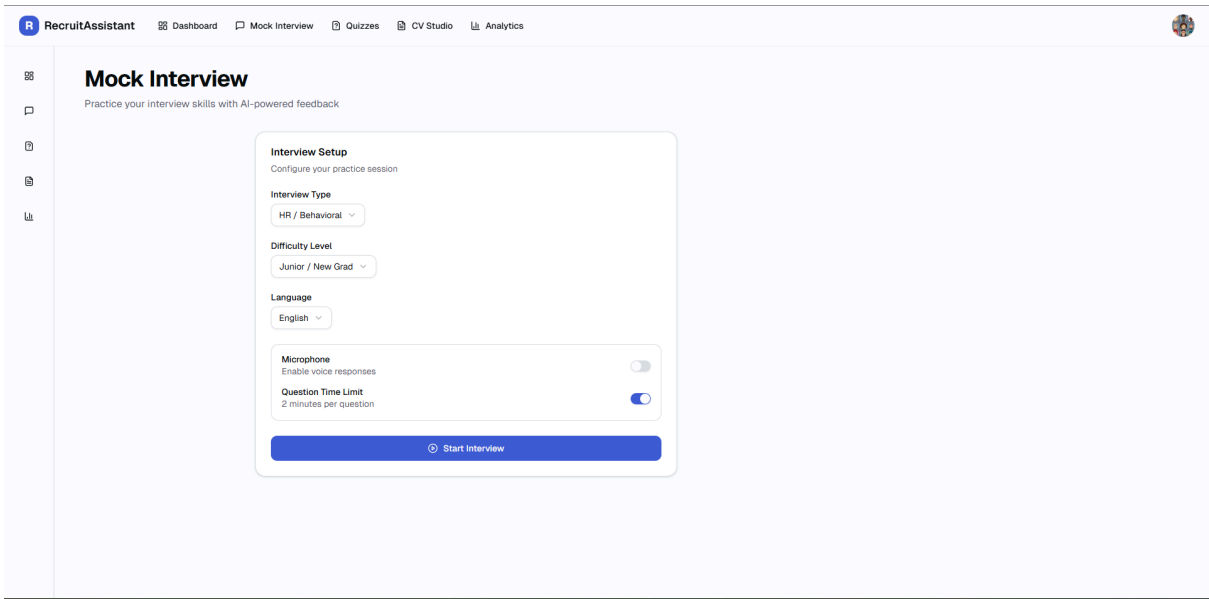 R RecruitAssistant Dashboard Mock Interview Quizzes CV Studio Analytics
Mock Interview
Practice your interview skills with AI-powered feedback
Interview Setup
Configure your practice session
Interview Type
HR / Behavioral
Difficulty Level
Junior / New Grad
Language
English
Microphone
Enable voice responses
Question Time Limit
2 minutes per question
Start Interview